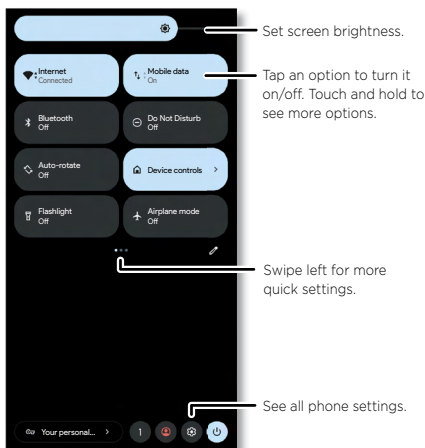 Set screen brightness.
Internet
Connected
Mobile data
On
Tap an option to turn it
on/off. Touch and hold to
see more options.
Bluetooth
Off
Do Not Disturb
Off
Auto-rotate
Off
Device controls
Flashlight
Off
Airplane mode
Off
Swipe left for more
quick settings.
See all phone settings.
Your personal...
1